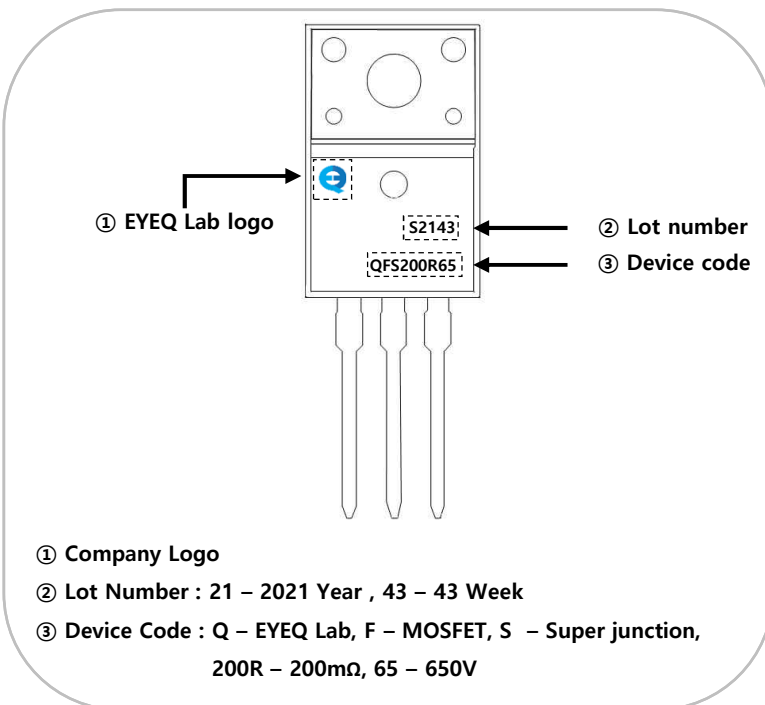 ① EYEQ Lab logo
S2143
② Lot number
QFS200R65
③ Device code
① Company Logo
② Lot Number : 21 – 2021 Year , 43 – 43 Week
③ Device Code : Q – EYEQ Lab, F – MOSFET, S – Super junction,
200R – 200mΩ, 65 – 650V